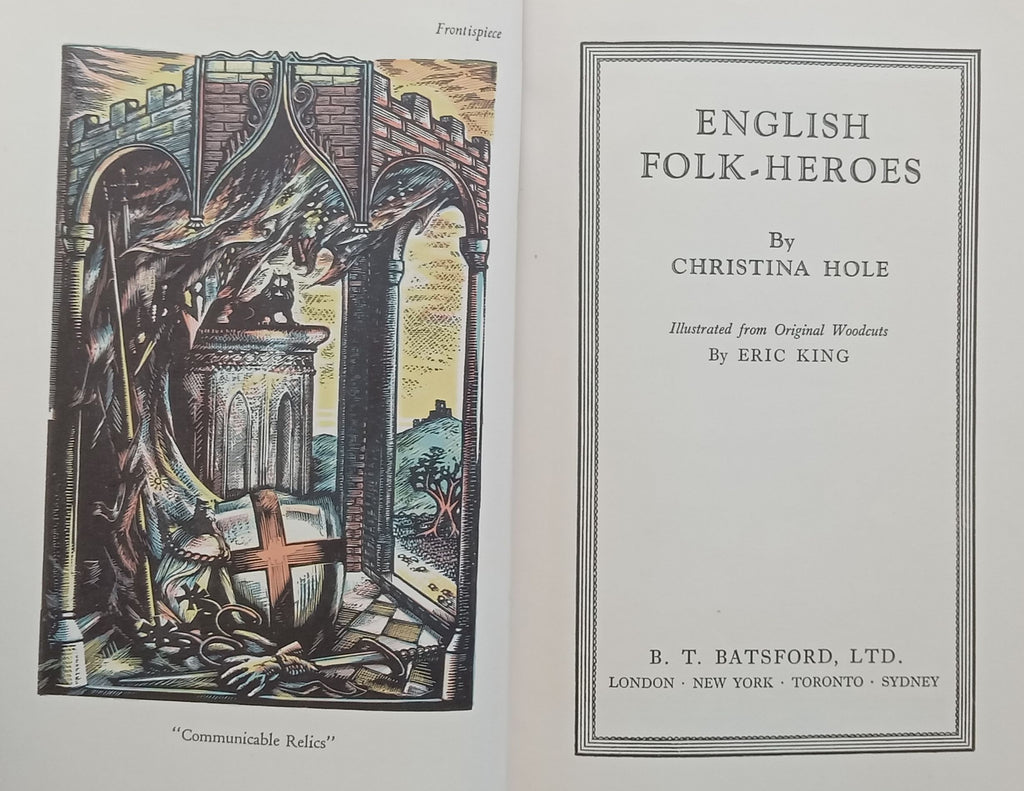 Frontispiece
"Communicable Relics"
ENGLISH
FOLK-HEROES
By
CHRISTINA HOLE
Illustrated from Original Woodcuts
By ERIC KING
B. T. BATSFORD, LTD.
LONDON · NEW YORK · TORONTO · SYDNEY